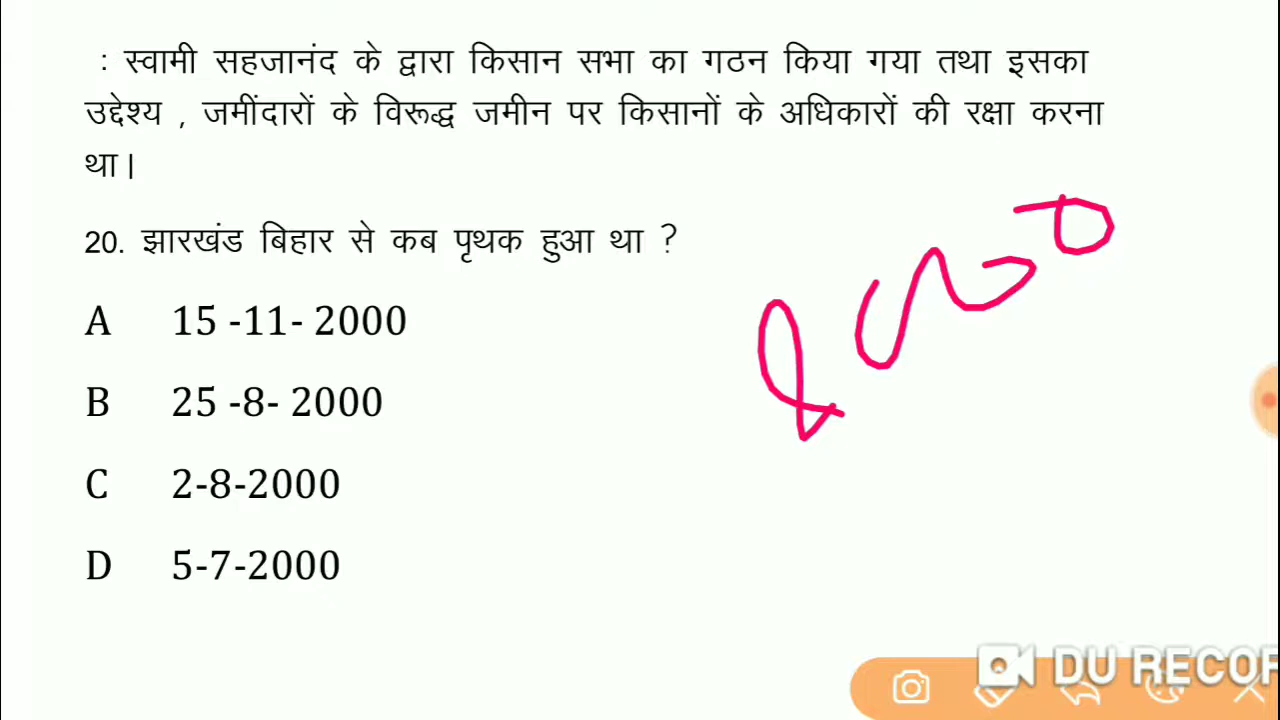 : स्वामी सहजानंद के द्वारा किसान सभा का गठन किया गया तथा इसका
उद्देश्य , जमींदारों के विरूद्ध जमीन पर किसानों के अधिकारों की रक्षा करना
था।
20. झारखंड बिहार से कब पृथक हुआ था ?
A 15 -11- 2000
B 25 -8- 2000
C 2-8-2000
D 5-7-2000
DU RECOR